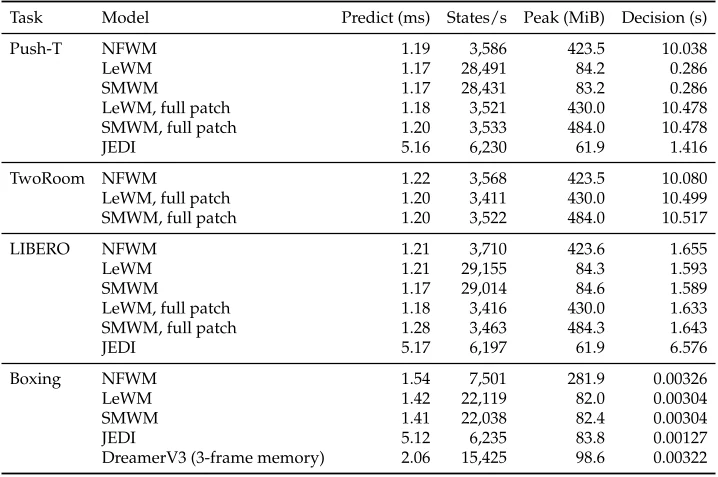 Task Model Predict (ms) States/s Peak (MiB) Decision (s)
Push-T NFWM 1.19 3,586 423.5 10.038
LeWM 1.17 28,491 84.2 0.286
SMWM 1.17 28,431 83.2 0.286
LeWM, full patch 1.18 3,521 430.0 10.478
SMWM, full patch 1.20 3,533 484.0 10.478
JEDI 5.16 6,230 61.9 1.416
TwoRoom NFWM 1.22 3,568 423.5 10.080
LeWM, full patch 1.20 3,411 430.0 10.499
SMWM, full patch 1.20 3,522 484.0 10.517
LIBERO NFWM 1.21 3,710 423.6 1.655
LeWM 1.21 29,155 84.3 1.593
SMWM 1.17 29,014 84.6 1.589
LeWM, full patch 1.18 3,416 430.0 1.633
SMWM, full patch 1.28 3,463 484.3 1.643
JEDI 5.17 6,197 61.9 6.576
Boxing NFWM 1.54 7,501 281.9 0.00326
LeWM 1.42 22,119 82.0 0.00304
SMWM 1.41 22,038 82.4 0.00304
JEDI 5.12 6,235 83.8 0.00127
DreamerV3 (3-frame memory) 2.06 15,425 98.6 0.00322